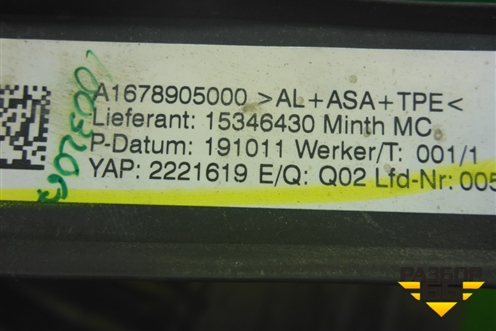 A1678905000 >AL+ASA+TPE<
Lieferant: 15346430 Minth MC
P-Datum: 191011 Werker/T: 001/1
YAP: 2221619 E/Q: Q02 Lfd-Nr: 005
РАЗБОР